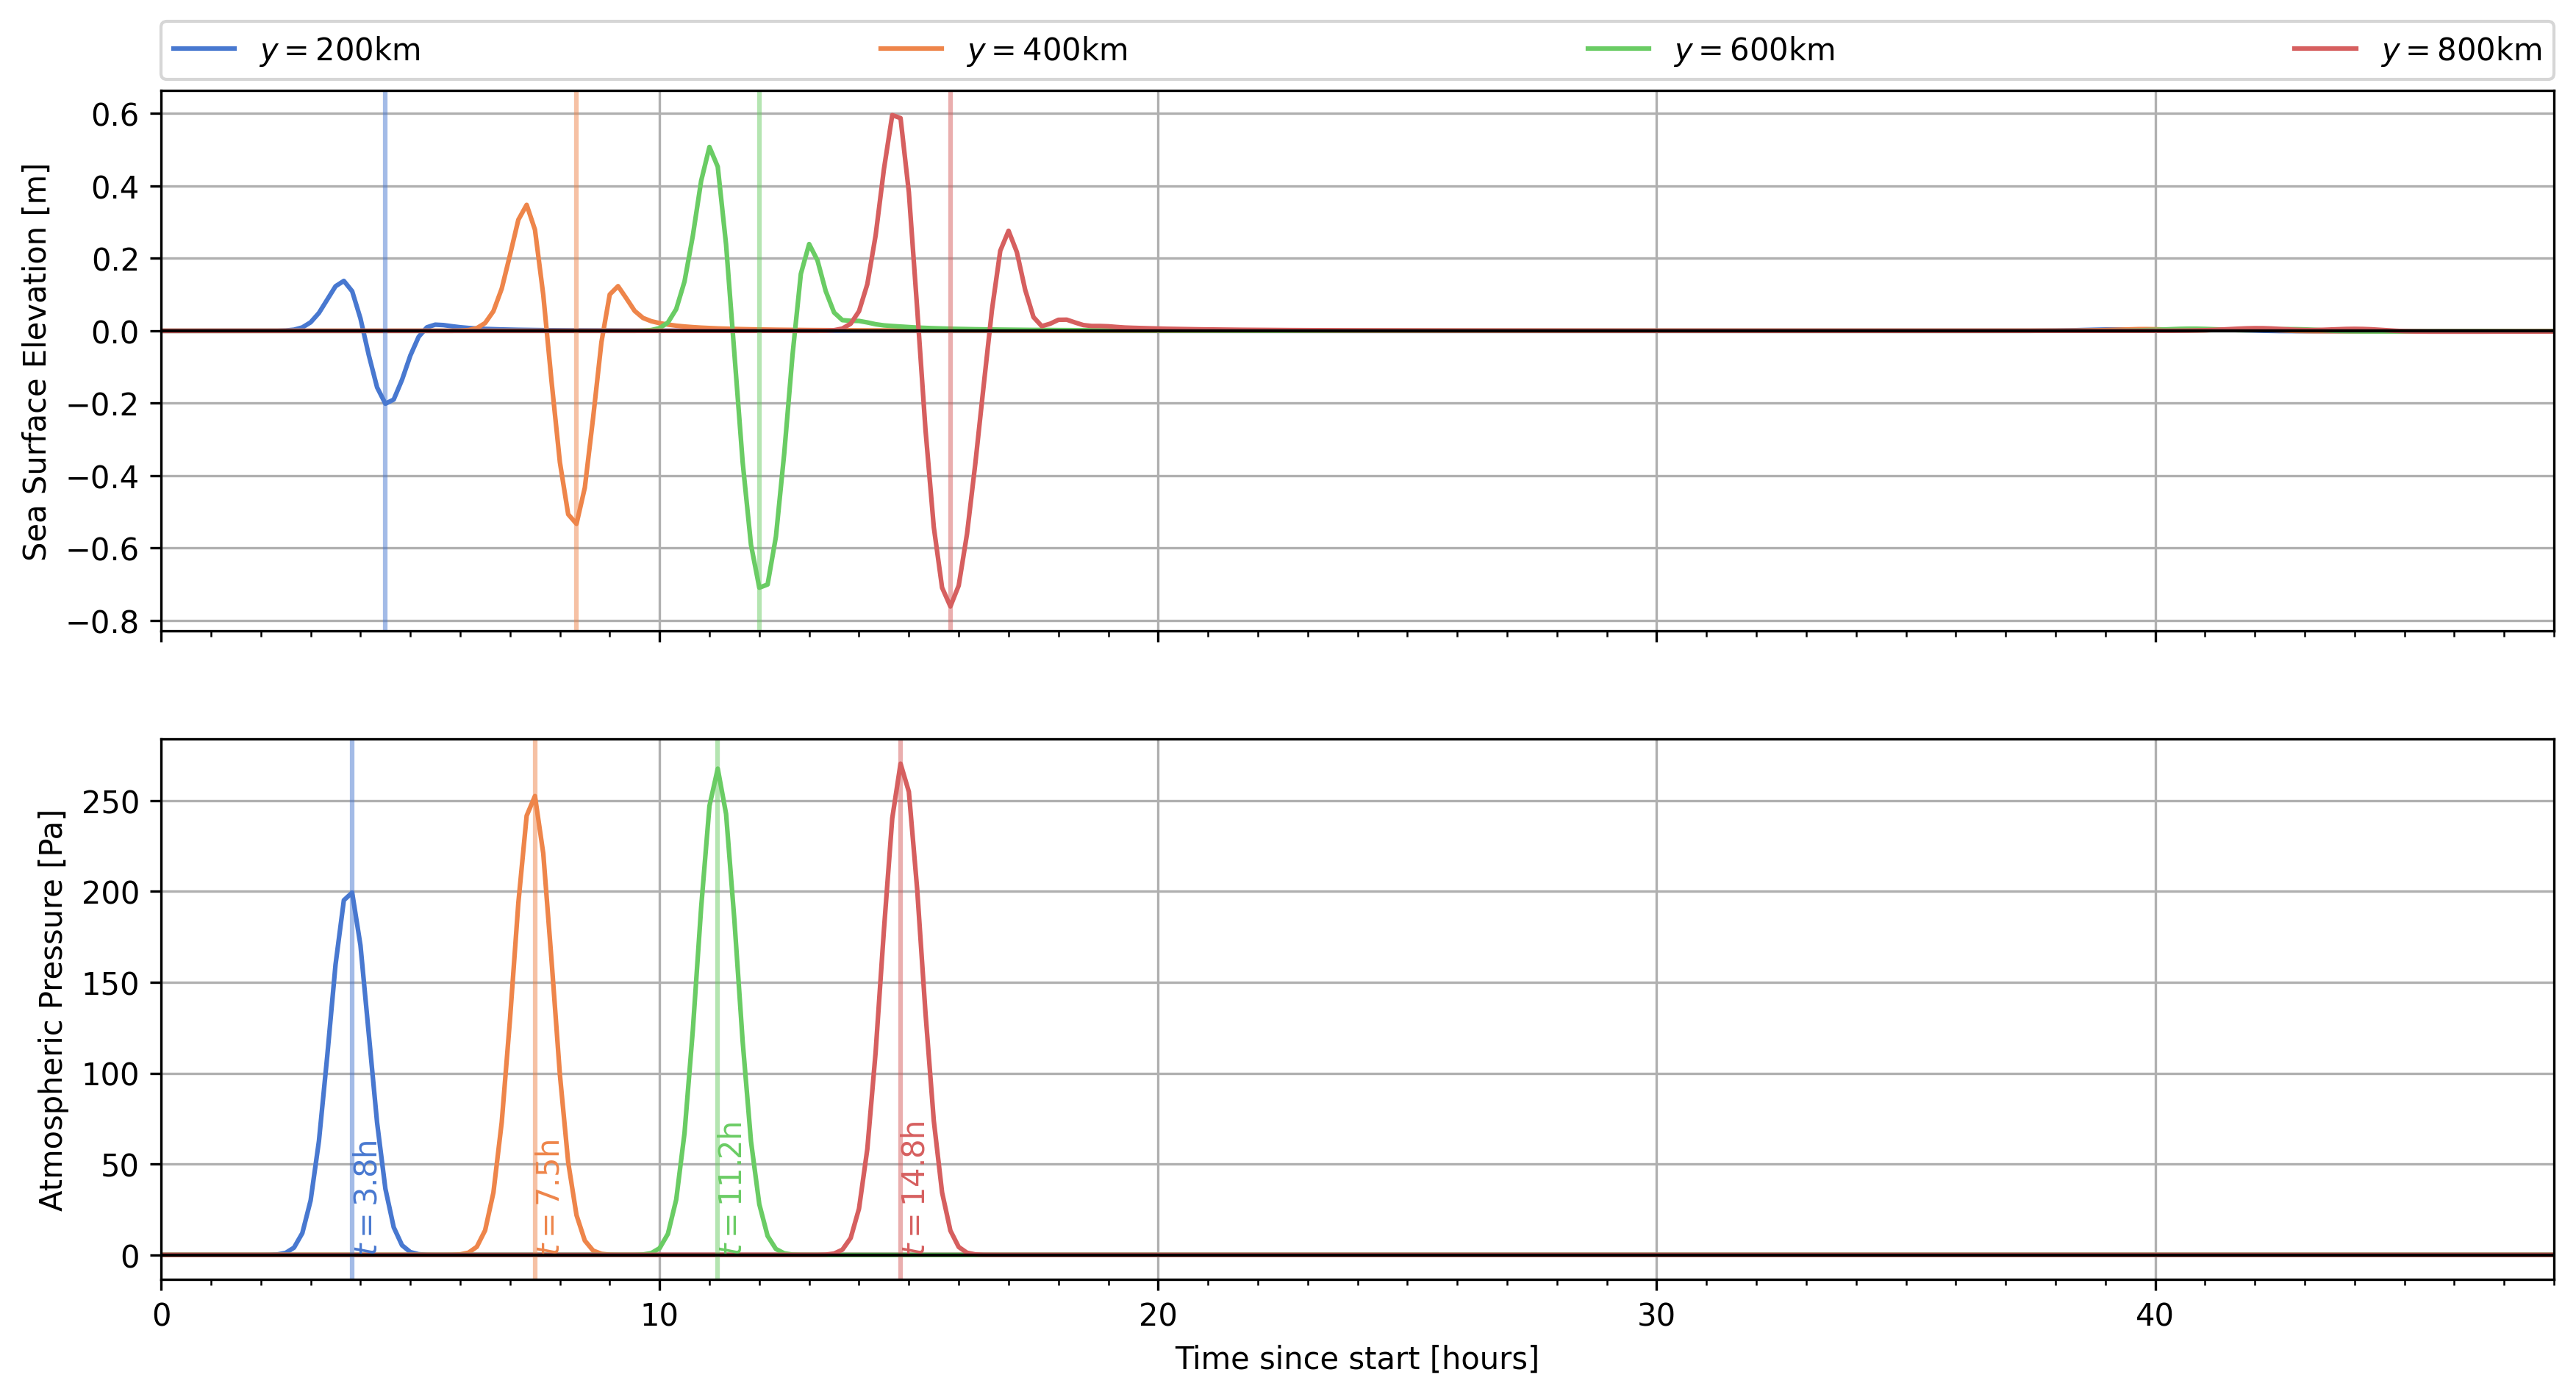 y = 200km y = 400km y = 600km y = 800km
Sea Surface Elevation [m]
0.6
0.4
0.2
0.0
−0.2
−0.4
−0.6
−0.8
Atmospheric Pressure [Pa]
250
200
150
100
50
0
t = 3.8h
t = 7.5h
t = 11.2h
t = 14.8h
0 10 20 30 40
Time since start [hours]